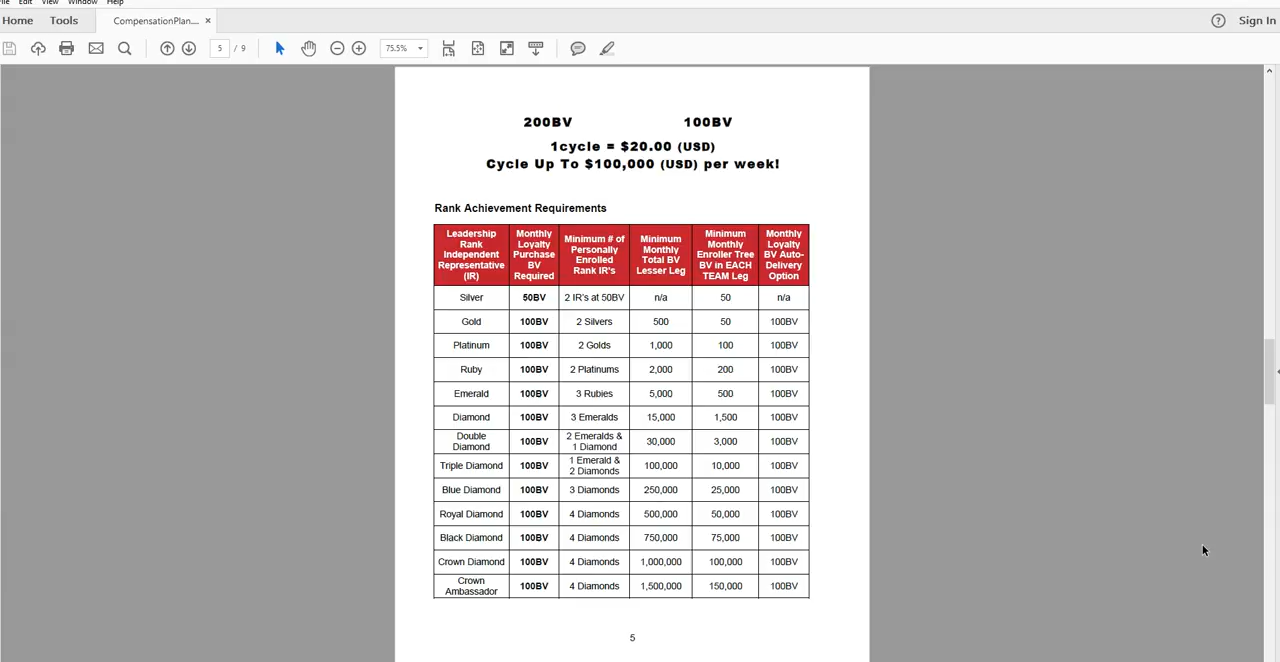 File Edit View Window Help
Home Tools CompensationPlan.... × ? Sign In
5 / 9 75.5%
200BV 100BV
1cycle = $20.00 (USD)
Cycle Up To $100,000 (USD) per week!
Rank Achievement Requirements
Leadership Rank Independent Representative (IR) Monthly Loyalty Purchase BV Required Minimum # of Personally Enrolled Rank IR's Minimum Monthly Total BV Lesser Leg Minimum Monthly Enroller Tree BV in EACH TEAM Leg Monthly Loyalty BV Auto-Delivery Option
Silver 50BV 2 IR's at 50BV n/a 50 n/a
Gold 100BV 2 Silvers 500 50 100BV
Platinum 100BV 2 Golds 1,000 100 100BV
Ruby 100BV 2 Platinums 2,000 200 100BV
Emerald 100BV 3 Rubies 5,000 500 100BV
Diamond 100BV 3 Emeralds 15,000 1,500 100BV
Double Diamond 100BV 2 Emeralds & 1 Diamond 30,000 3,000 100BV
Triple Diamond 100BV 1 Emerald & 2 Diamonds 100,000 10,000 100BV
Blue Diamond 100BV 3 Diamonds 250,000 25,000 100BV
Royal Diamond 100BV 4 Diamonds 500,000 50,000 100BV
Black Diamond 100BV 4 Diamonds 750,000 75,000 100BV
Crown Diamond 100BV 4 Diamonds 1,000,000 100,000 100BV
Crown Ambassador 100BV 4 Diamonds 1,500,000 150,000 100BV
5